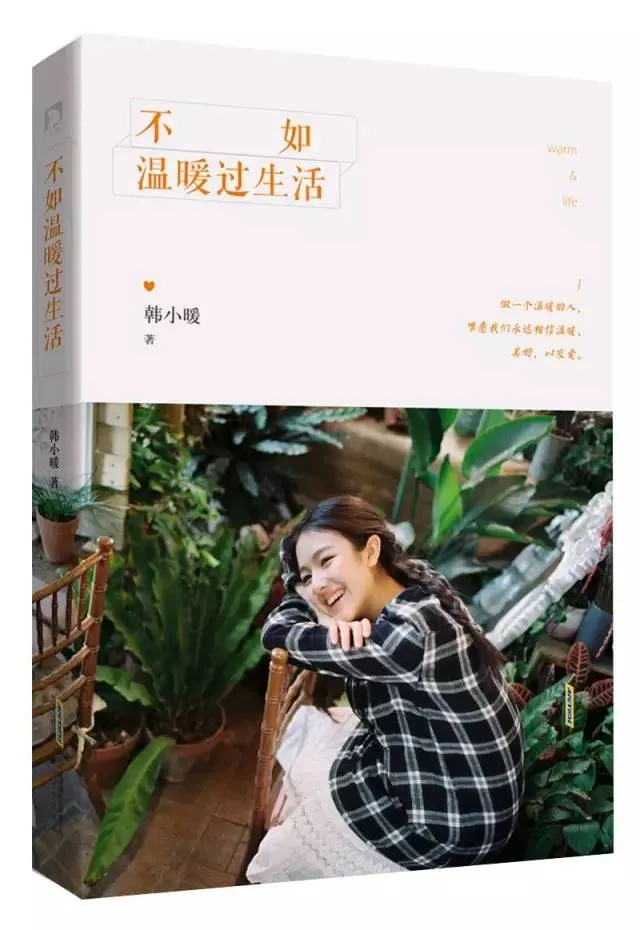 不如
温暖过生活
warm
&
life
韩小暖
著
做一个温暖的人，
唯愿我们永远相信温暖、
美好，以及爱。
不如温暖过生活
韩小暖 著